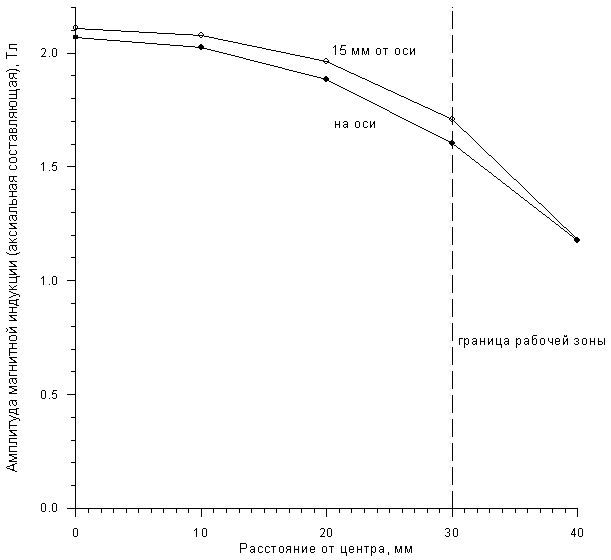 Амплитуда магнитной индукции (аксиальная составляющая), Тл
2.0
1.5
1.0
0.5
0.0
15 мм от оси
на оси
граница рабочей зоны
0 10 20 30 40
Расстояние от центра, мм